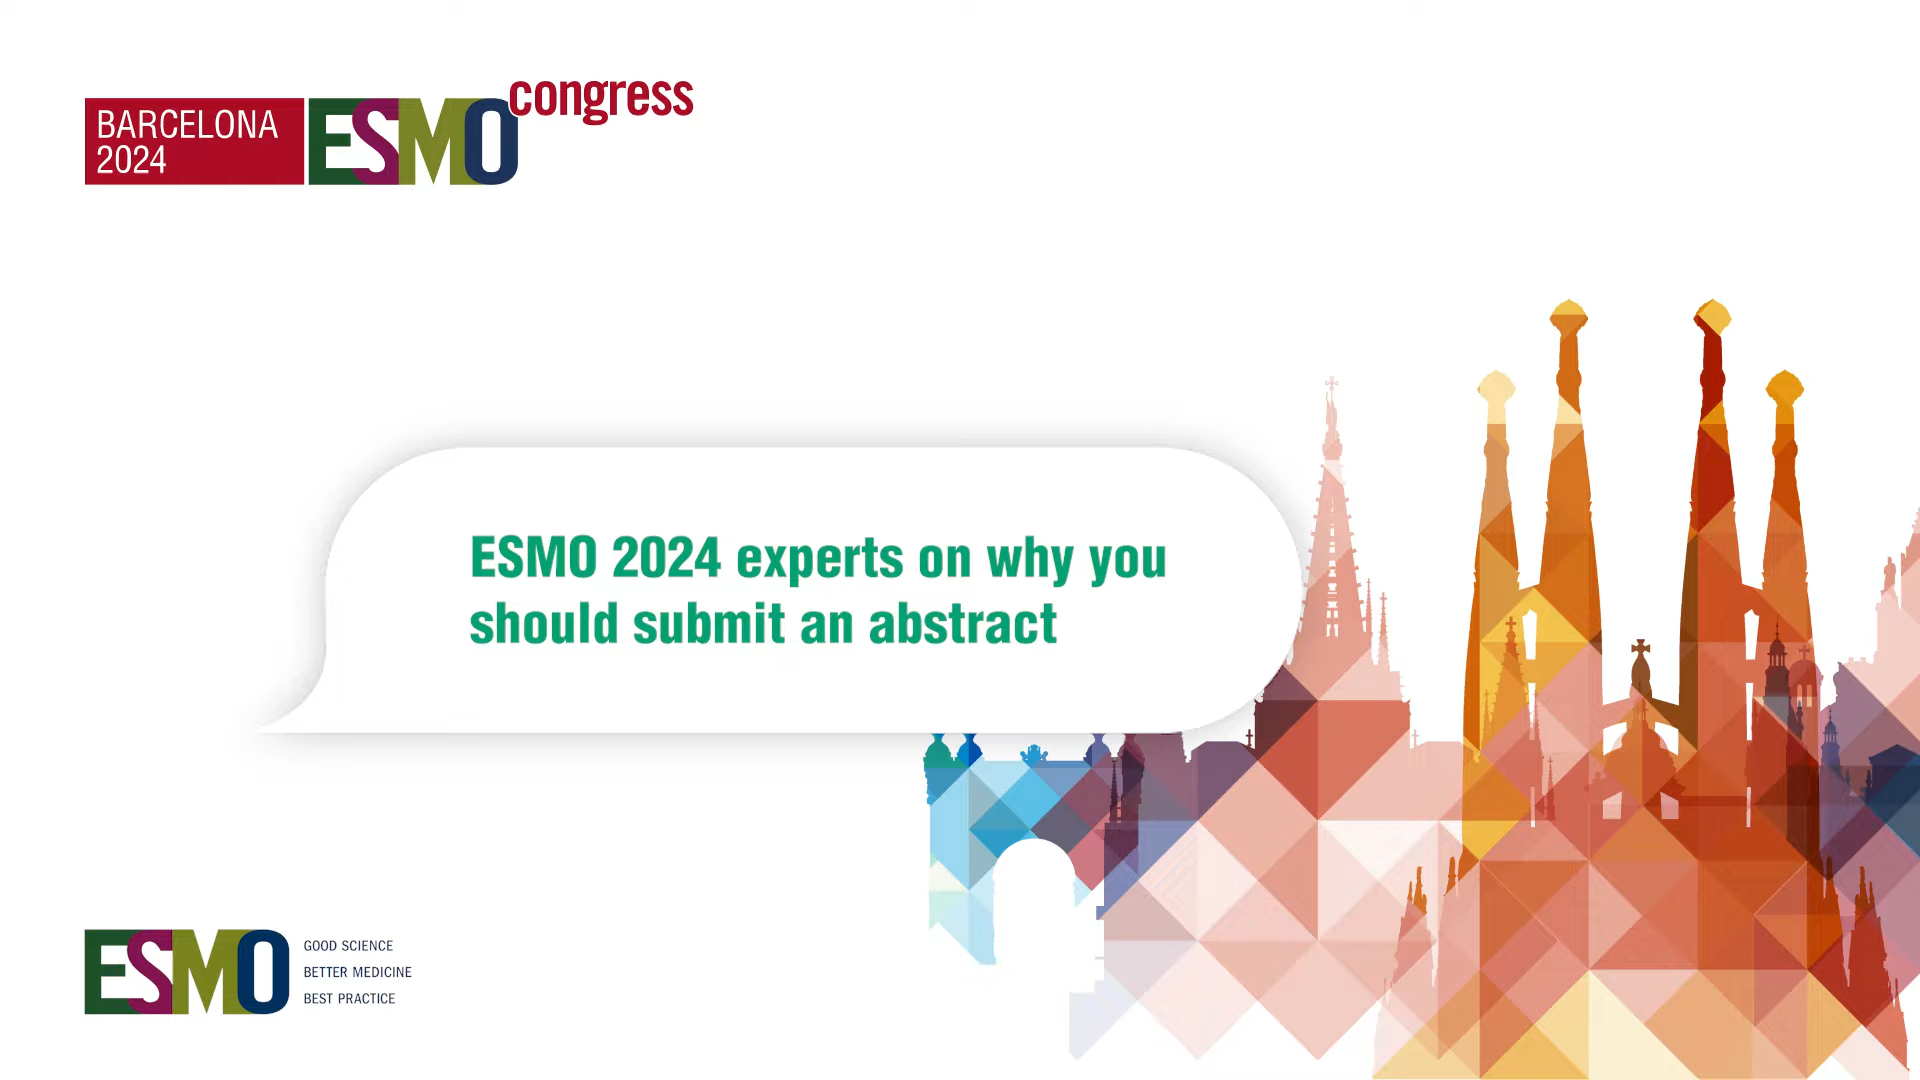 BARCELONA
2024
ESMO
congress
ESMO 2024 experts on why you
should submit an abstract
ESMO
GOOD SCIENCE
BETTER MEDICINE
BEST PRACTICE